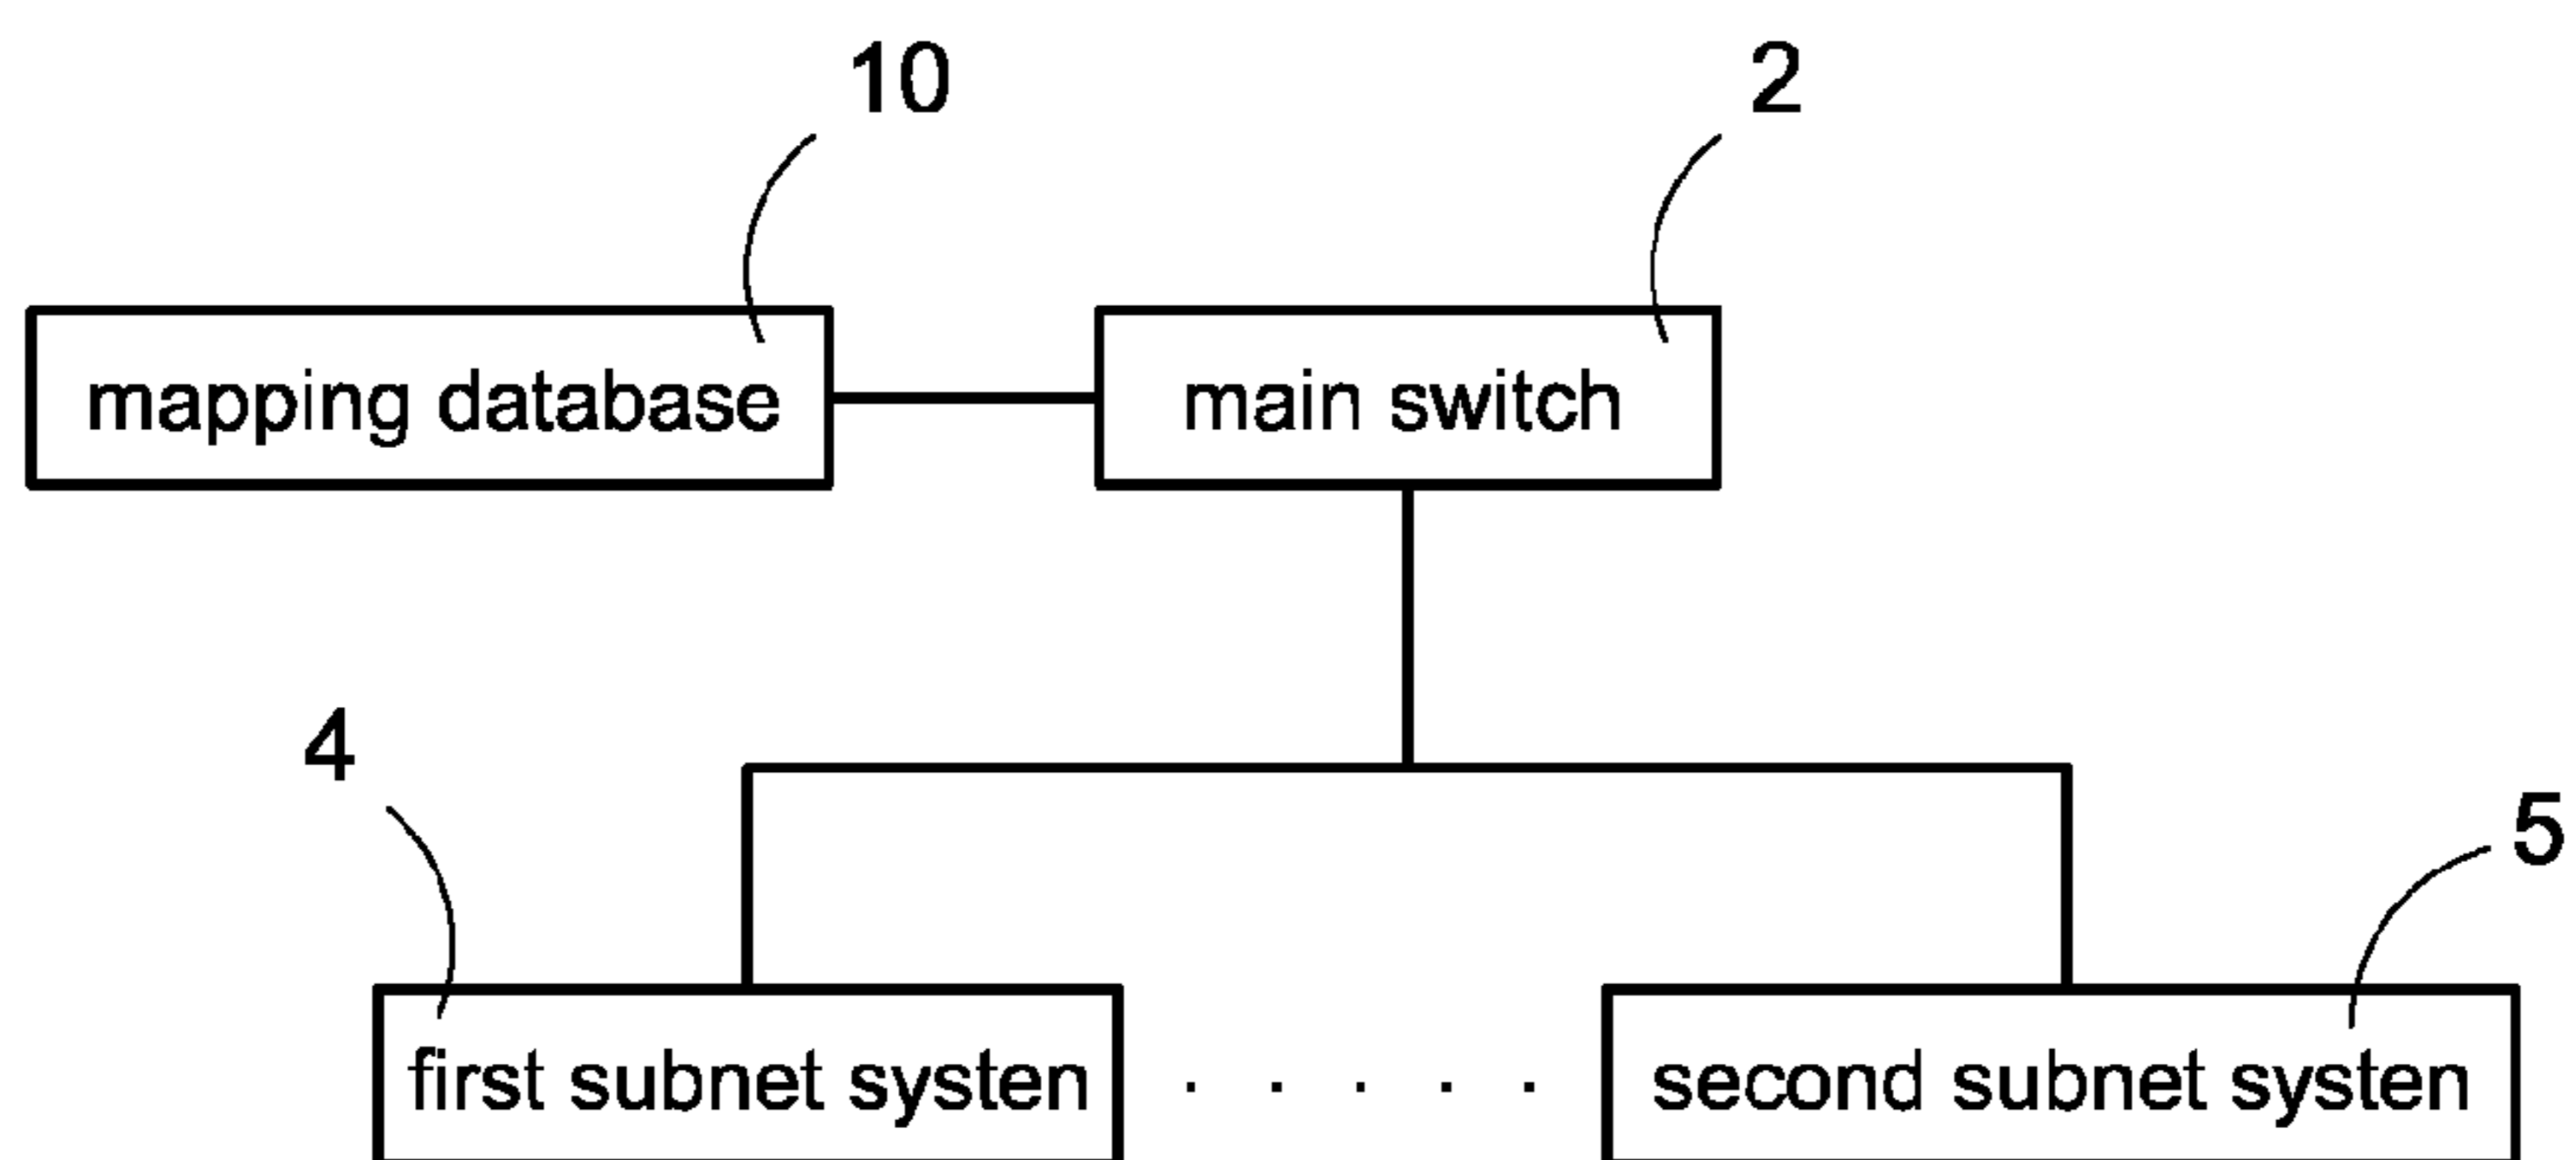 10
2
mapping database
main switch
4
5
first subnet systen
. . . . .
second subnet systen